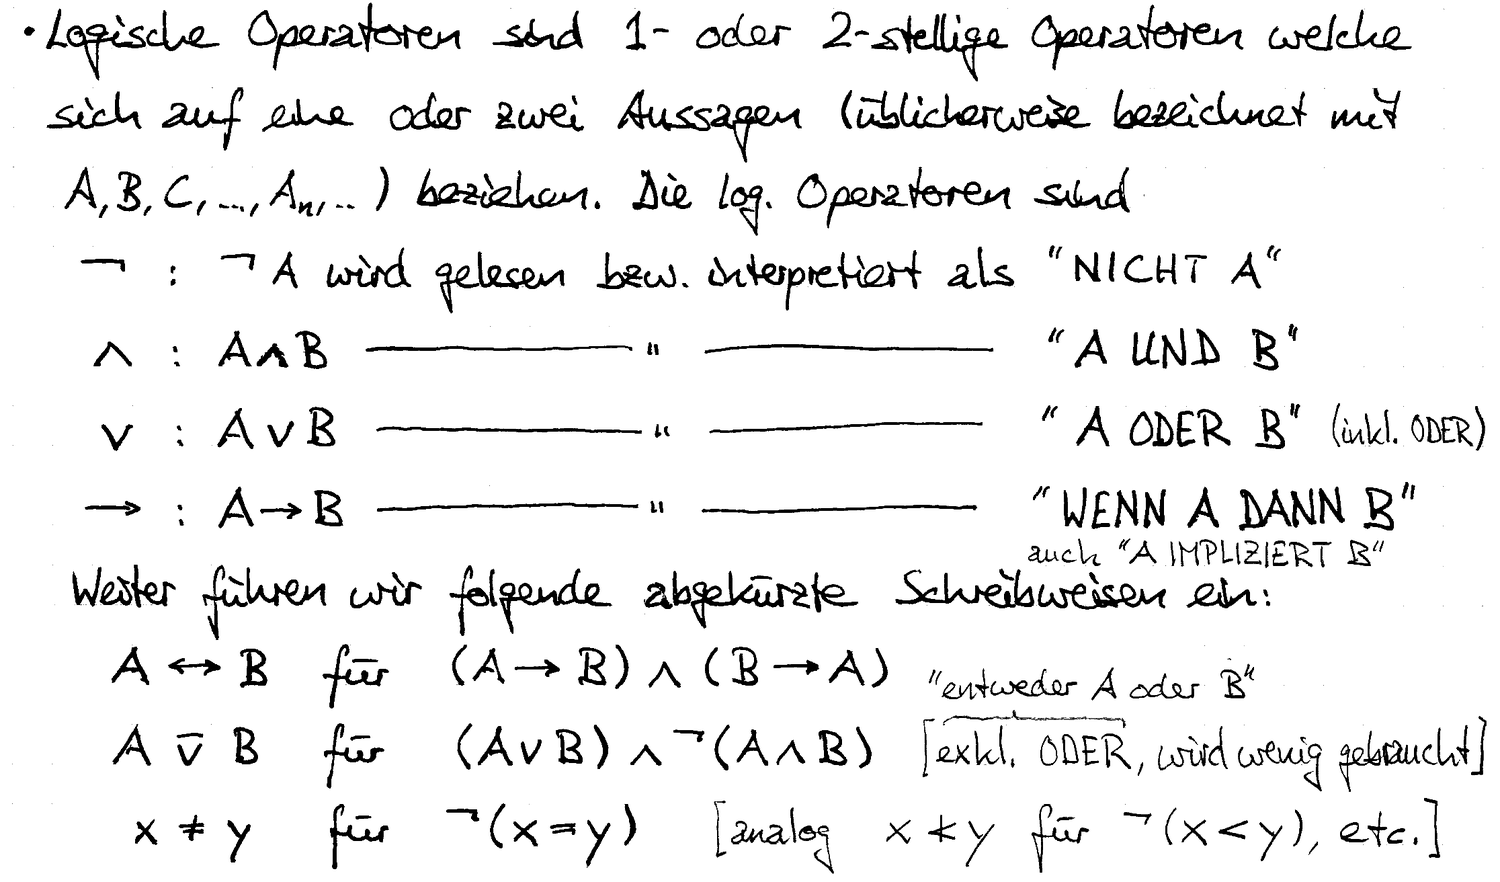 • Logische Operatoren sind 1- oder 2-stellige Operatoren welche
sich auf eine oder zwei Aussagen (üblicherweise bezeichnet mit
A, B, C, ..., Aₙ, ..) beziehen. Die log. Operatoren sind
¬ : ¬A wird gelesen bzw. interpretiert als "NICHT A"
∧ : A∧B ——— " ——— "A UND B"
∨ : A∨B ——— " ——— "A ODER B" (inkl. ODER)
→ : A→B ——— " ——— "WENN A DANN B"
auch "A IMPLIZIERT B"
Weiter führen wir folgende abgekürzte Schreibweisen ein:
A ↔ B für (A → B) ∧ (B → A)
"entweder A oder B"
A ⊽ B für (A∨B) ∧ ¬(A∧B) [exkl. ODER, wird wenig gebraucht]
x ≠ y für ¬(x=y) [analog x ≮ y für ¬(x<y), etc.]